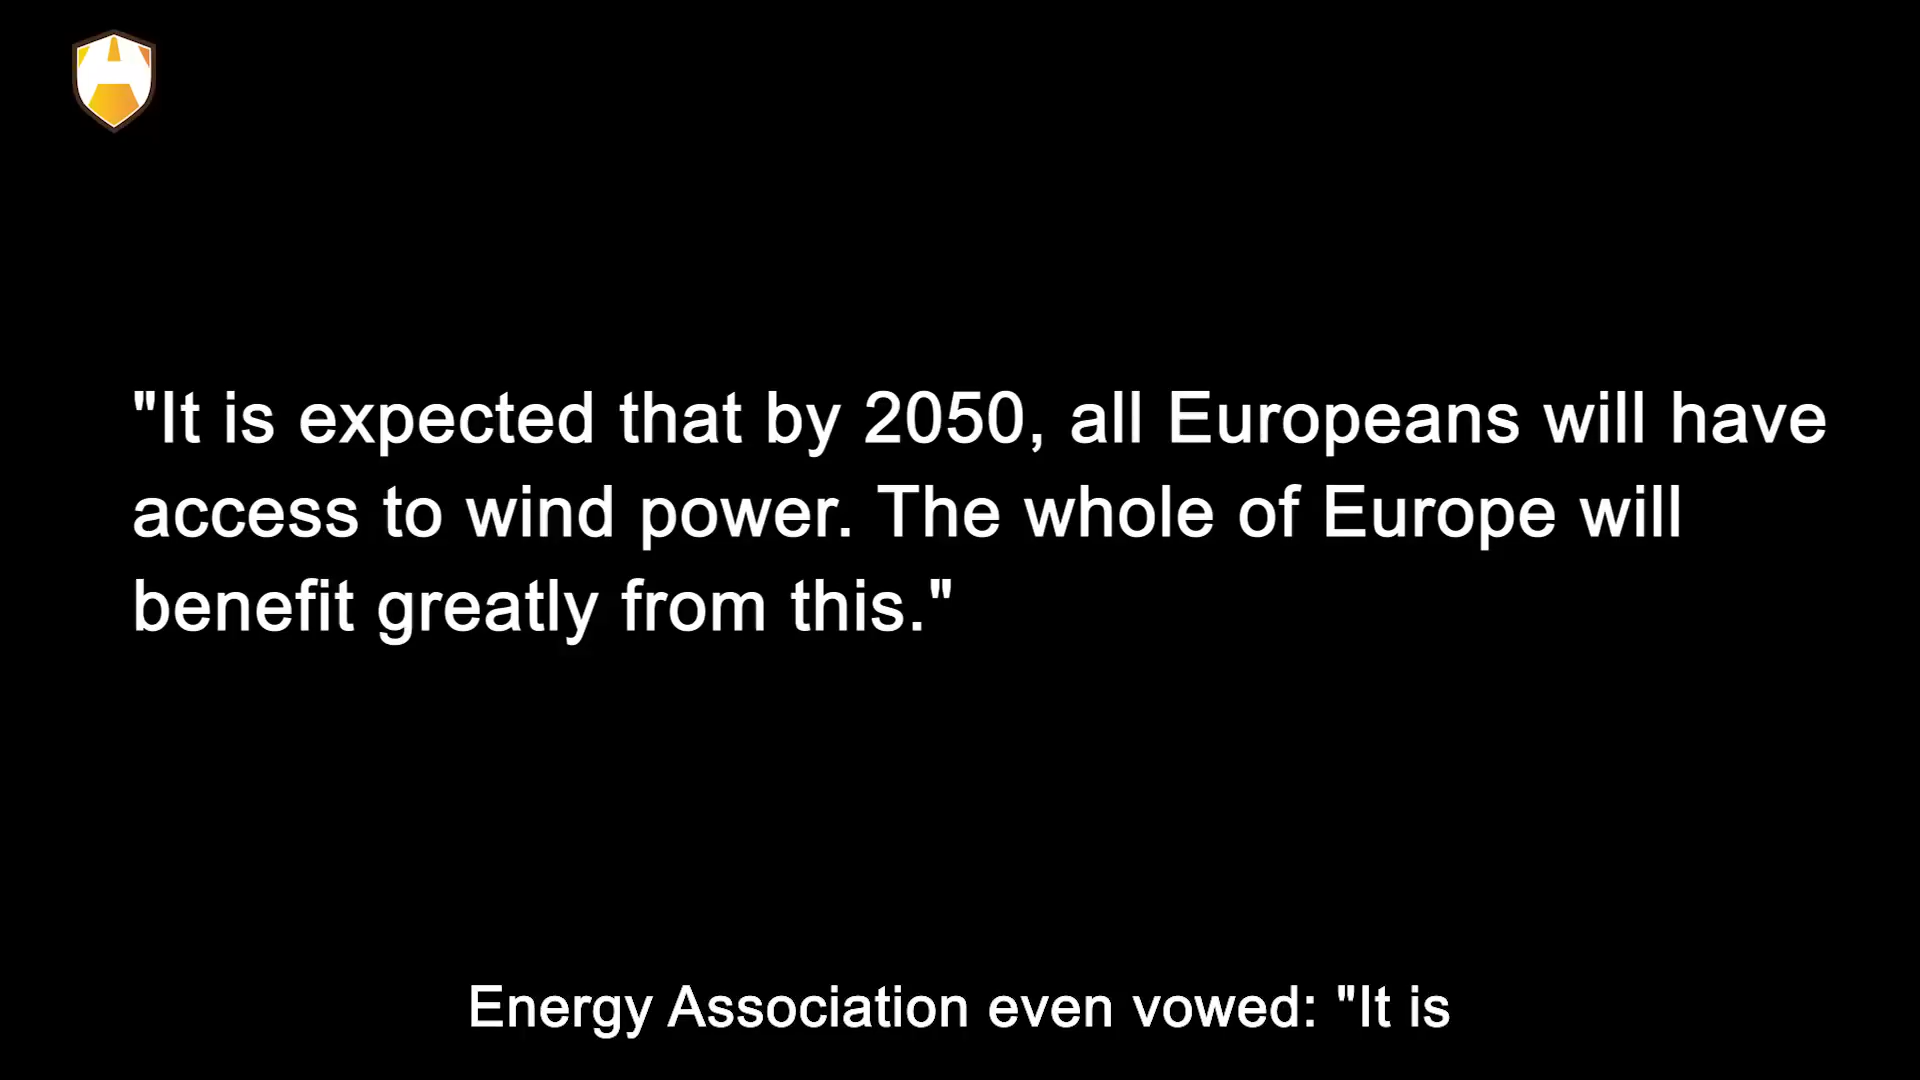 "It is expected that by 2050, all Europeans will have
access to wind power. The whole of Europe will
benefit greatly from this."
Energy Association even vowed: "It is